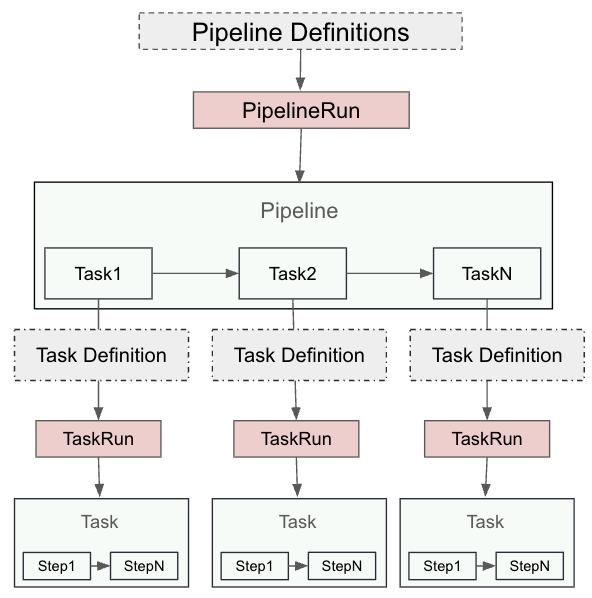 Pipeline Definitions
PipelineRun
Pipeline
Task1
Task2
TaskN
Task Definition
Task Definition
Task Definition
TaskRun
TaskRun
TaskRun
Task
Task
Task
Step1
StepN
Step1
StepN
Step1
StepN